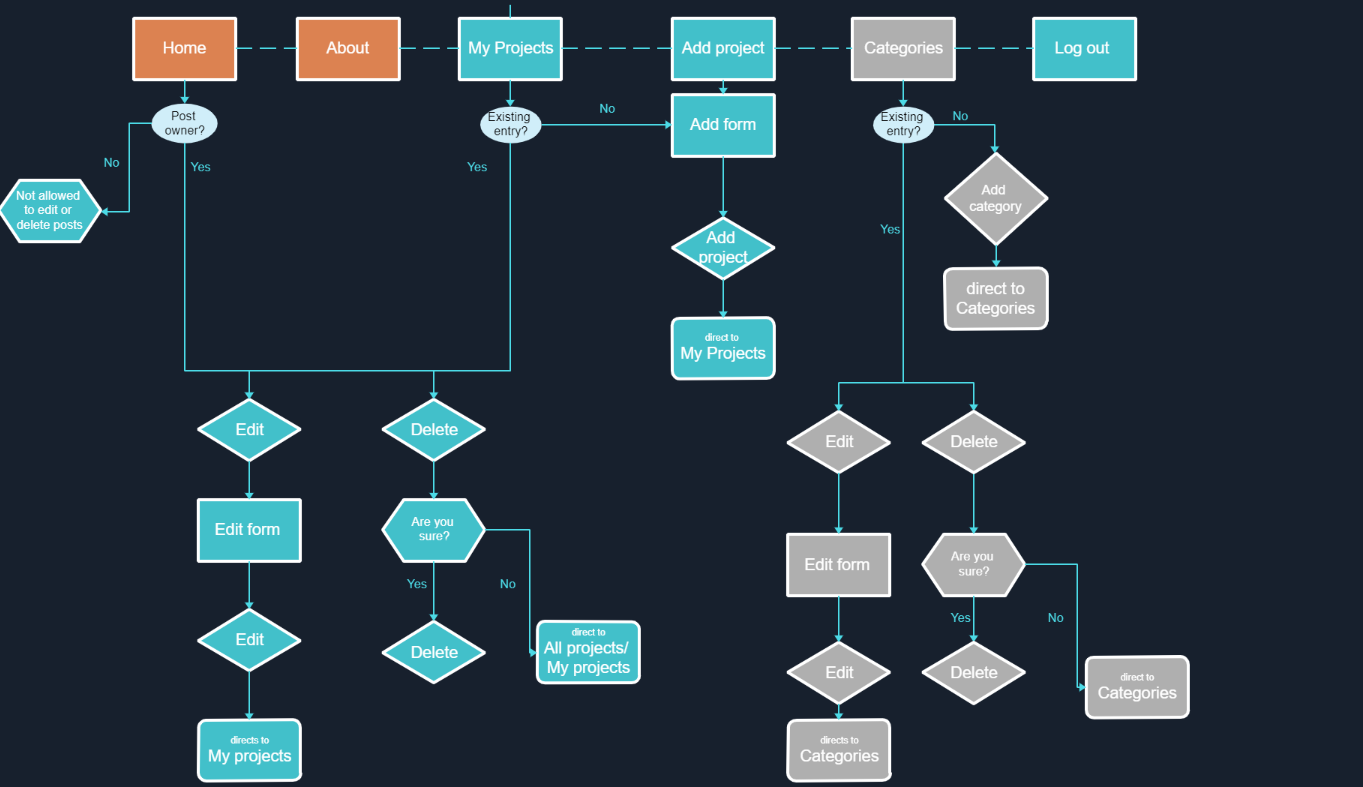 Home
About
My Projects
Add project
Categories
Log out
Post
owner?
No
Yes
Not allowed
to edit or
delete posts
Existing
entry?
No
Yes
Add form
Add
project
direct to
My Projects
Existing
entry?
No
Yes
Add
category
direct to
Categories
Edit
Delete
Edit form
Are you
sure?
Yes
No
Edit
Delete
direct to
All projects/
My projects
directs to
My projects
Edit
Delete
Edit form
Are you
sure?
Yes
No
Edit
Delete
direct to
Categories
directs to
Categories